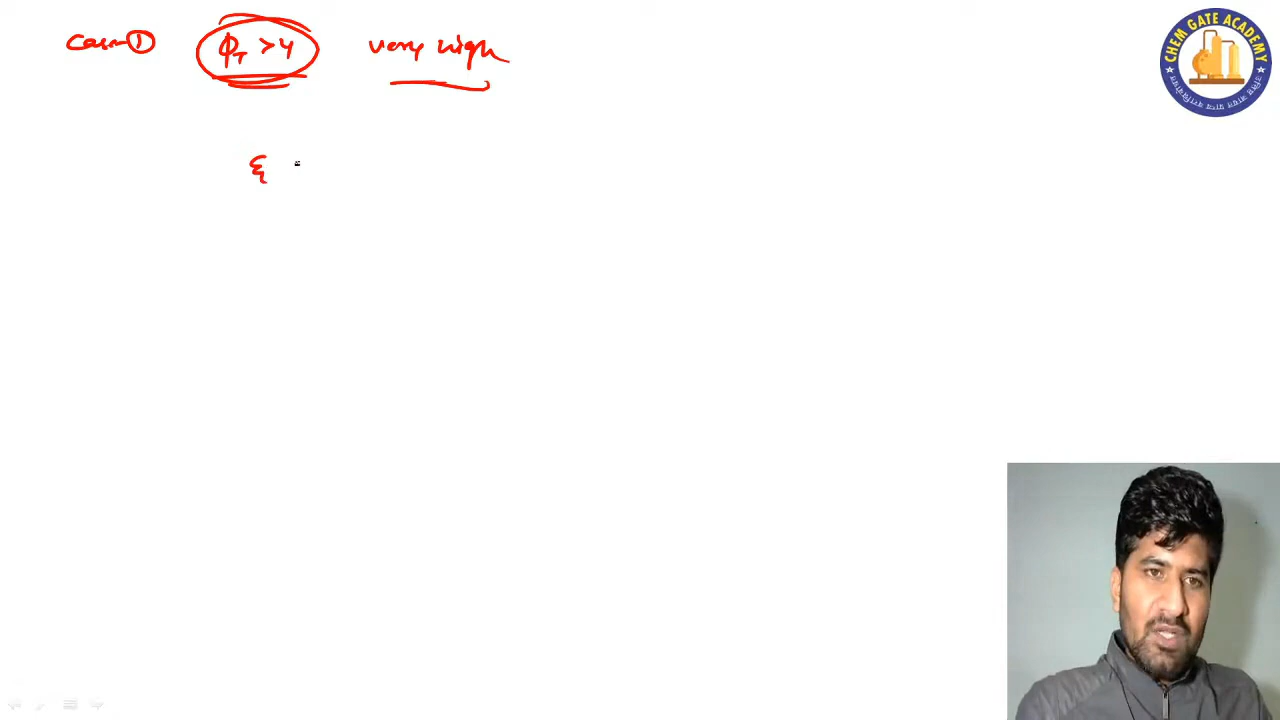 Case-① ϕT > 4 very high
ξ =
CHEM GATE ACADEMY